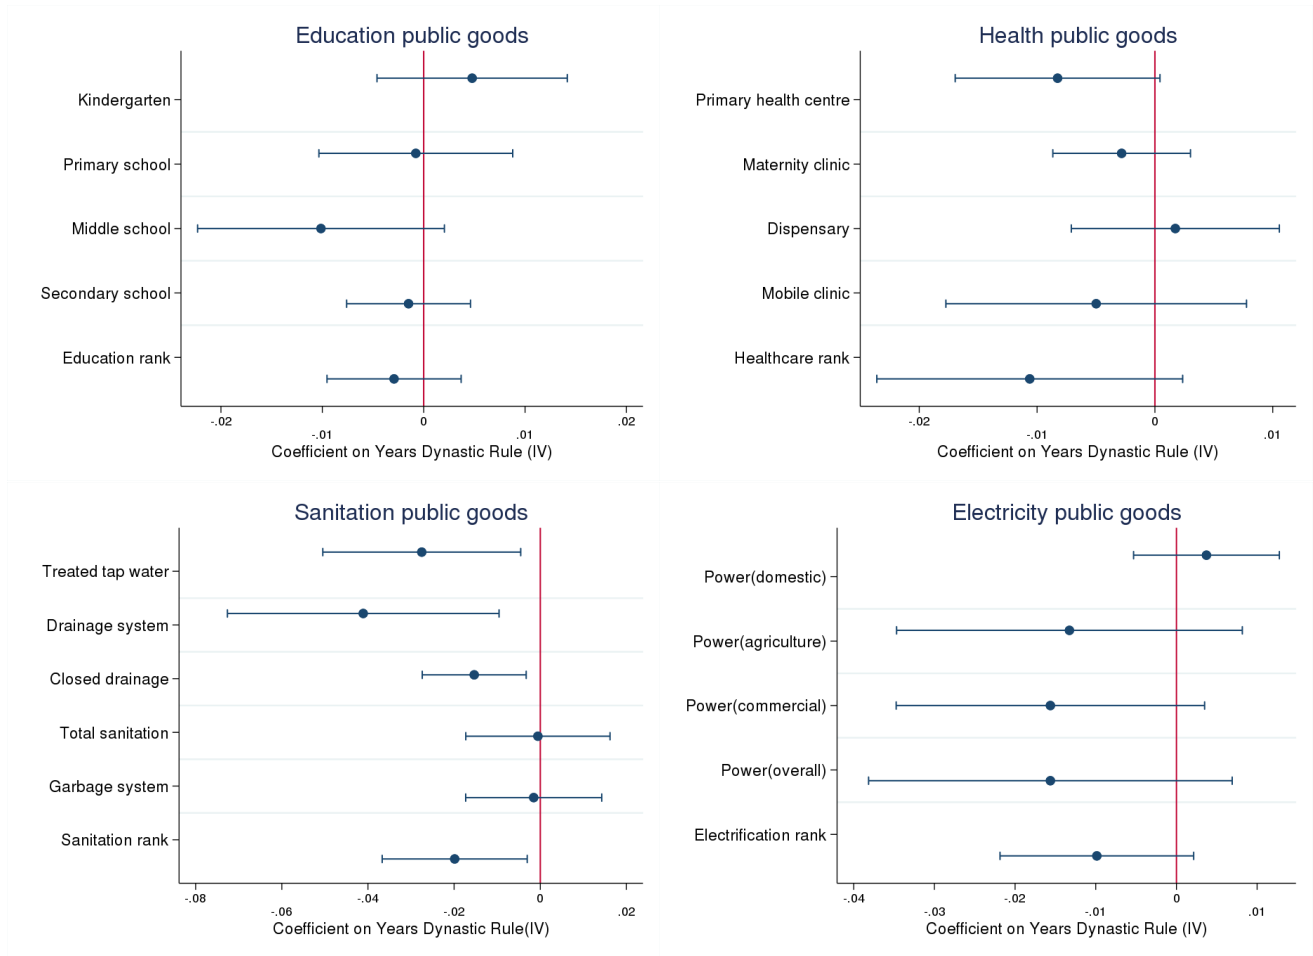 Education public goods
Kindergarten
Primary school
Middle school
Secondary school
Education rank
-.02
-.01
0
.01
.02
Coefficient on Years Dynastic Rule (IV)
Health public goods
Primary health centre
Maternity clinic
Dispensary
Mobile clinic
Healthcare rank
-.02
-.01
0
.01
Coefficient on Years Dynastic Rule (IV)
Sanitation public goods
Treated tap water
Drainage system
Closed drainage
Total sanitation
Garbage system
Sanitation rank
-.08
-.06
-.04
-.02
0
.02
Coefficient on Years Dynastic Rule(IV)
Electricity public goods
Power(domestic)
Power(agriculture)
Power(commercial)
Power(overall)
Electrification rank
-.04
-.03
-.02
-.01
0
.01
Coefficient on Years Dynastic Rule (IV)